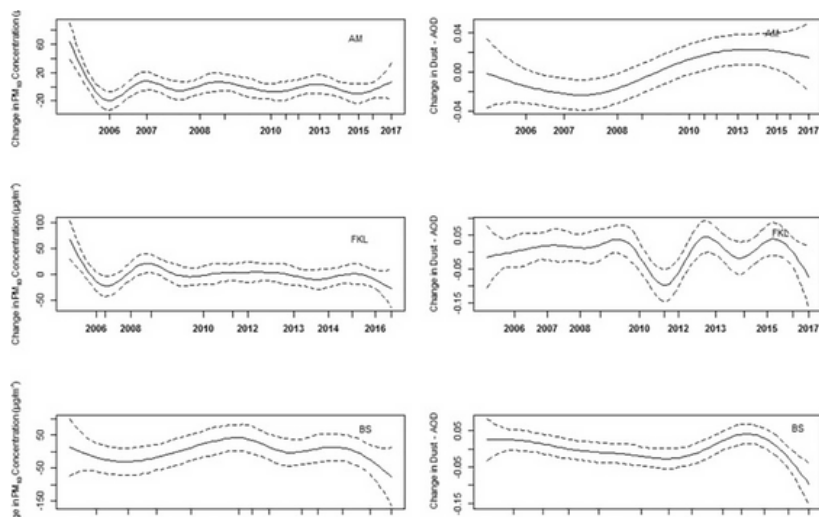 Change in PM₁₀ Concentration (µ
60
20
-20
AM
2006 2007 2008 2010 2013 2015 2017
Change in Dust - AOD
0.04
0.00
-0.04
AM
2006 2007 2008 2010 2013 2015 2017
Change in PM₁₀ Concentration (µg/m³)
100
50
0
-50
FKL
2006 2008 2010 2012 2013 2014 2016
Change in Dust - AOD
0.05
-0.05
-0.15
FKL
2006 2007 2008 2010 2012 2013 2015 2017
ge in PM₁₀ Concentration (µg/m³)
50
-50
-150
BS
Change in Dust - AOD
0.05
-0.05
-0.15
BS